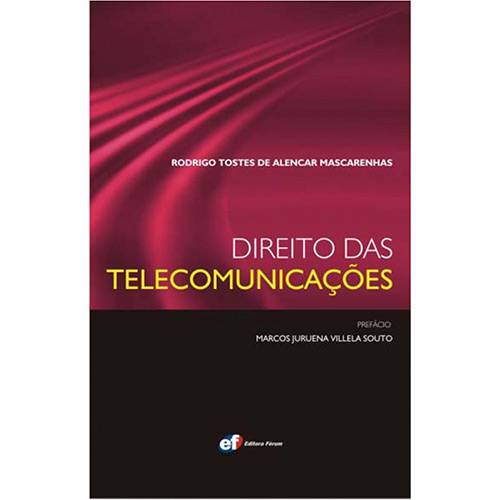 RODRIGO TOSTES DE ALENCAR MASCARENHAS
DIREITO DAS
TELECOMUNICAÇÕES
PREFÁCIO
MARCOS JURUENA VILLELA SOUTO
ef Editora Fórum